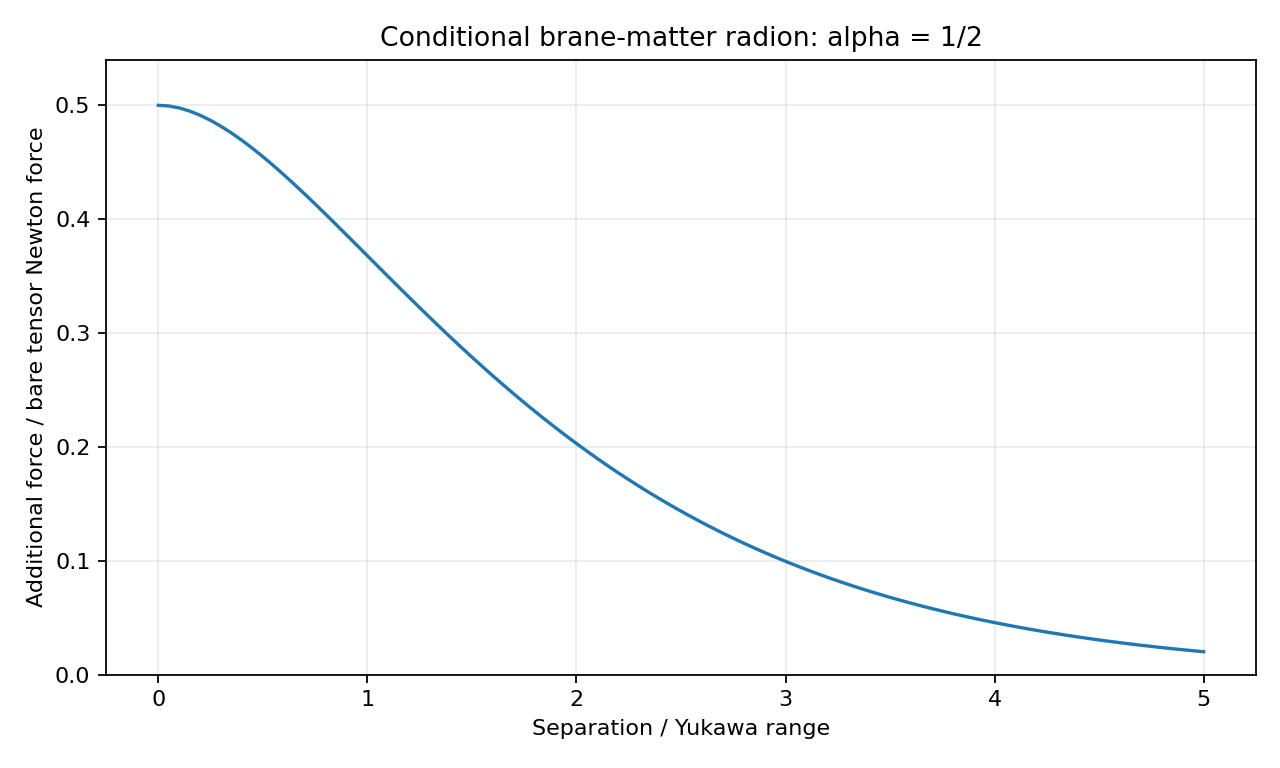 Conditional brane-matter radion: alpha = 1/2
Additional force / bare tensor Newton force
0.5
0.4
0.3
0.2
0.1
0.0
0 1 2 3 4 5
Separation / Yukawa range